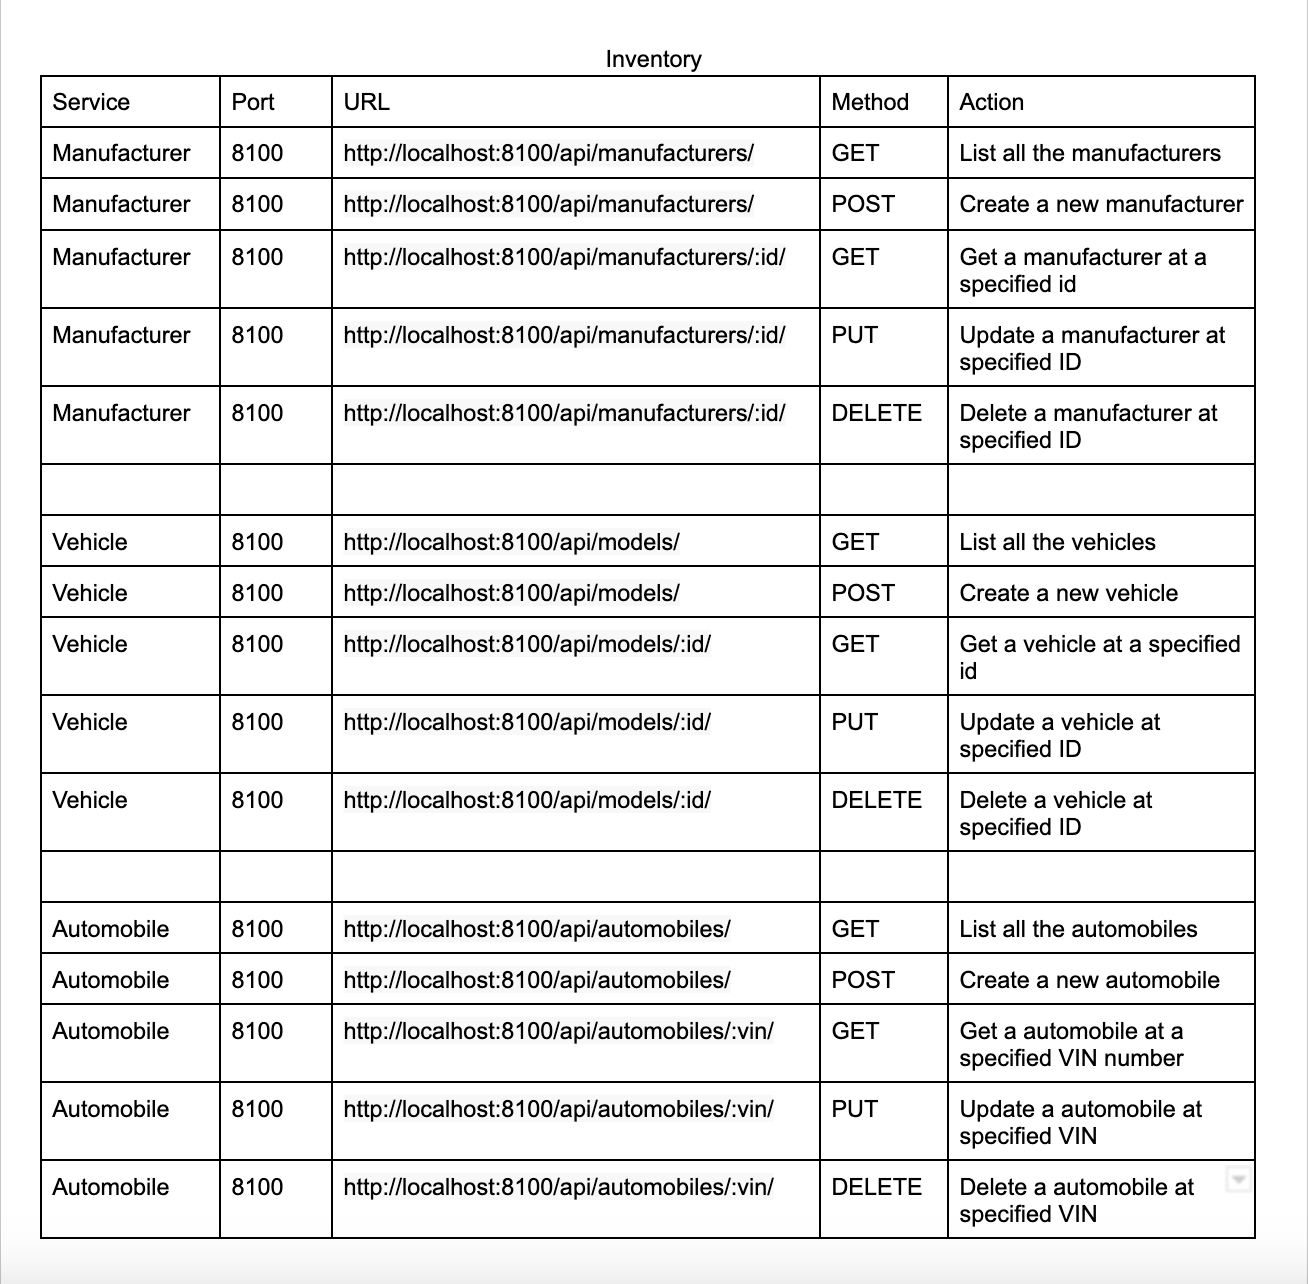 Inventory
Service Port URL Method Action
Manufacturer 8100 http://localhost:8100/api/manufacturers/ GET List all the manufacturers
Manufacturer 8100 http://localhost:8100/api/manufacturers/ POST Create a new manufacturer
Manufacturer 8100 http://localhost:8100/api/manufacturers/:id/ GET Get a manufacturer at a
specified id
Manufacturer 8100 http://localhost:8100/api/manufacturers/:id/ PUT Update a manufacturer at
specified ID
Manufacturer 8100 http://localhost:8100/api/manufacturers/:id/ DELETE Delete a manufacturer at
specified ID
Vehicle 8100 http://localhost:8100/api/models/ GET List all the vehicles
Vehicle 8100 http://localhost:8100/api/models/ POST Create a new vehicle
Vehicle 8100 http://localhost:8100/api/models/:id/ GET Get a vehicle at a specified
id
Vehicle 8100 http://localhost:8100/api/models/:id/ PUT Update a vehicle at
specified ID
Vehicle 8100 http://localhost:8100/api/models/:id/ DELETE Delete a vehicle at
specified ID
Automobile 8100 http://localhost:8100/api/automobiles/ GET List all the automobiles
Automobile 8100 http://localhost:8100/api/automobiles/ POST Create a new automobile
Automobile 8100 http://localhost:8100/api/automobiles/:vin/ GET Get a automobile at a
specified VIN number
Automobile 8100 http://localhost:8100/api/automobiles/:vin/ PUT Update a automobile at
specified VIN
Automobile 8100 http://localhost:8100/api/automobiles/:vin/ DELETE Delete a automobile at
specified VIN